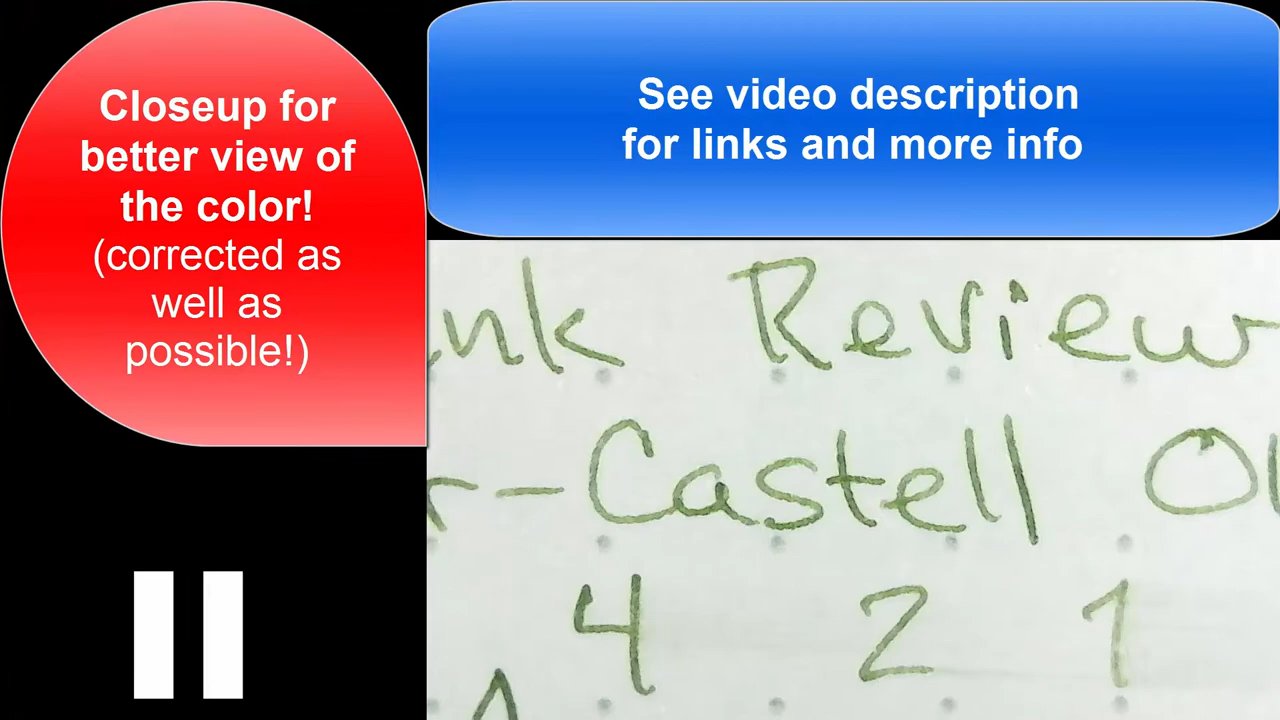 Closeup for
better view of
the color!
(corrected as
well as
possible!)
See video description
for links and more info
nk Review
r-Castell Ol
4 2 1